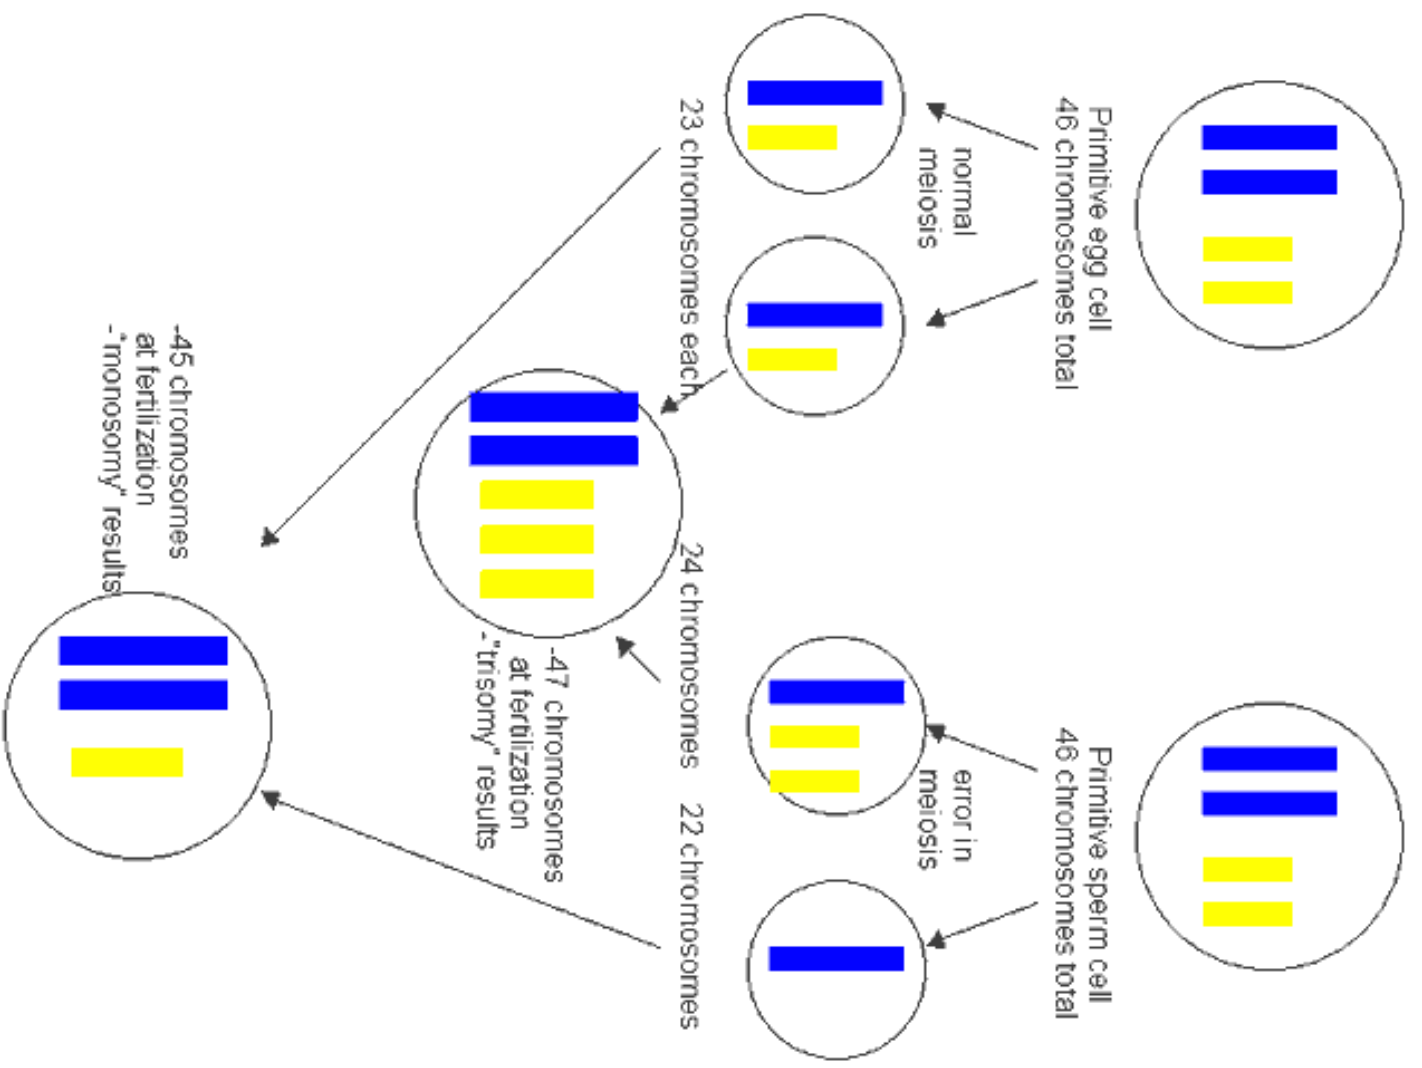 Primitive egg cell
46 chromosomes total
Primitive sperm cell
46 chromosomes total
normal
meiosis
error in
meiosis
23 chromosomes each
24 chromosomes
22 chromosomes
-47 chromosomes
at fertilization
-"trisomy" results
-45 chromosomes
at fertilization
-"monosomy" results